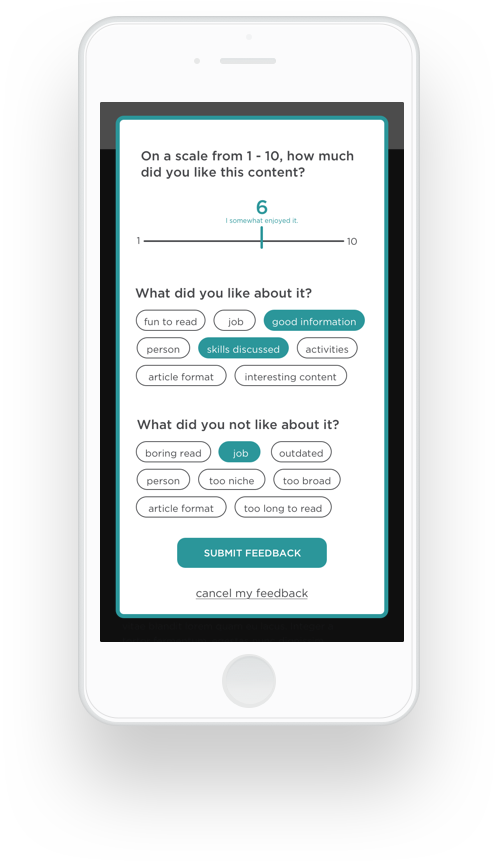 On a scale from 1 - 10, how much
did you like this content?
6
I somewhat enjoyed it.
1 10
What did you like about it?
fun to read job good information
person skills discussed activities
article format interesting content
What did you not like about it?
boring read job outdated
person too niche too broad
article format too long to read
SUBMIT FEEDBACK
cancel my feedback